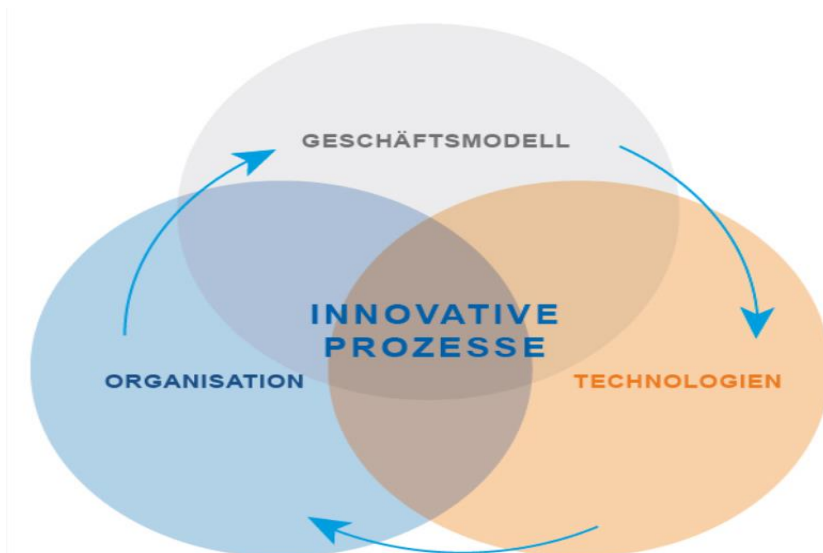 GESCHÄFTSMODELL
INNOVATIVE
PROZESSE
ORGANISATION
TECHNOLOGIEN